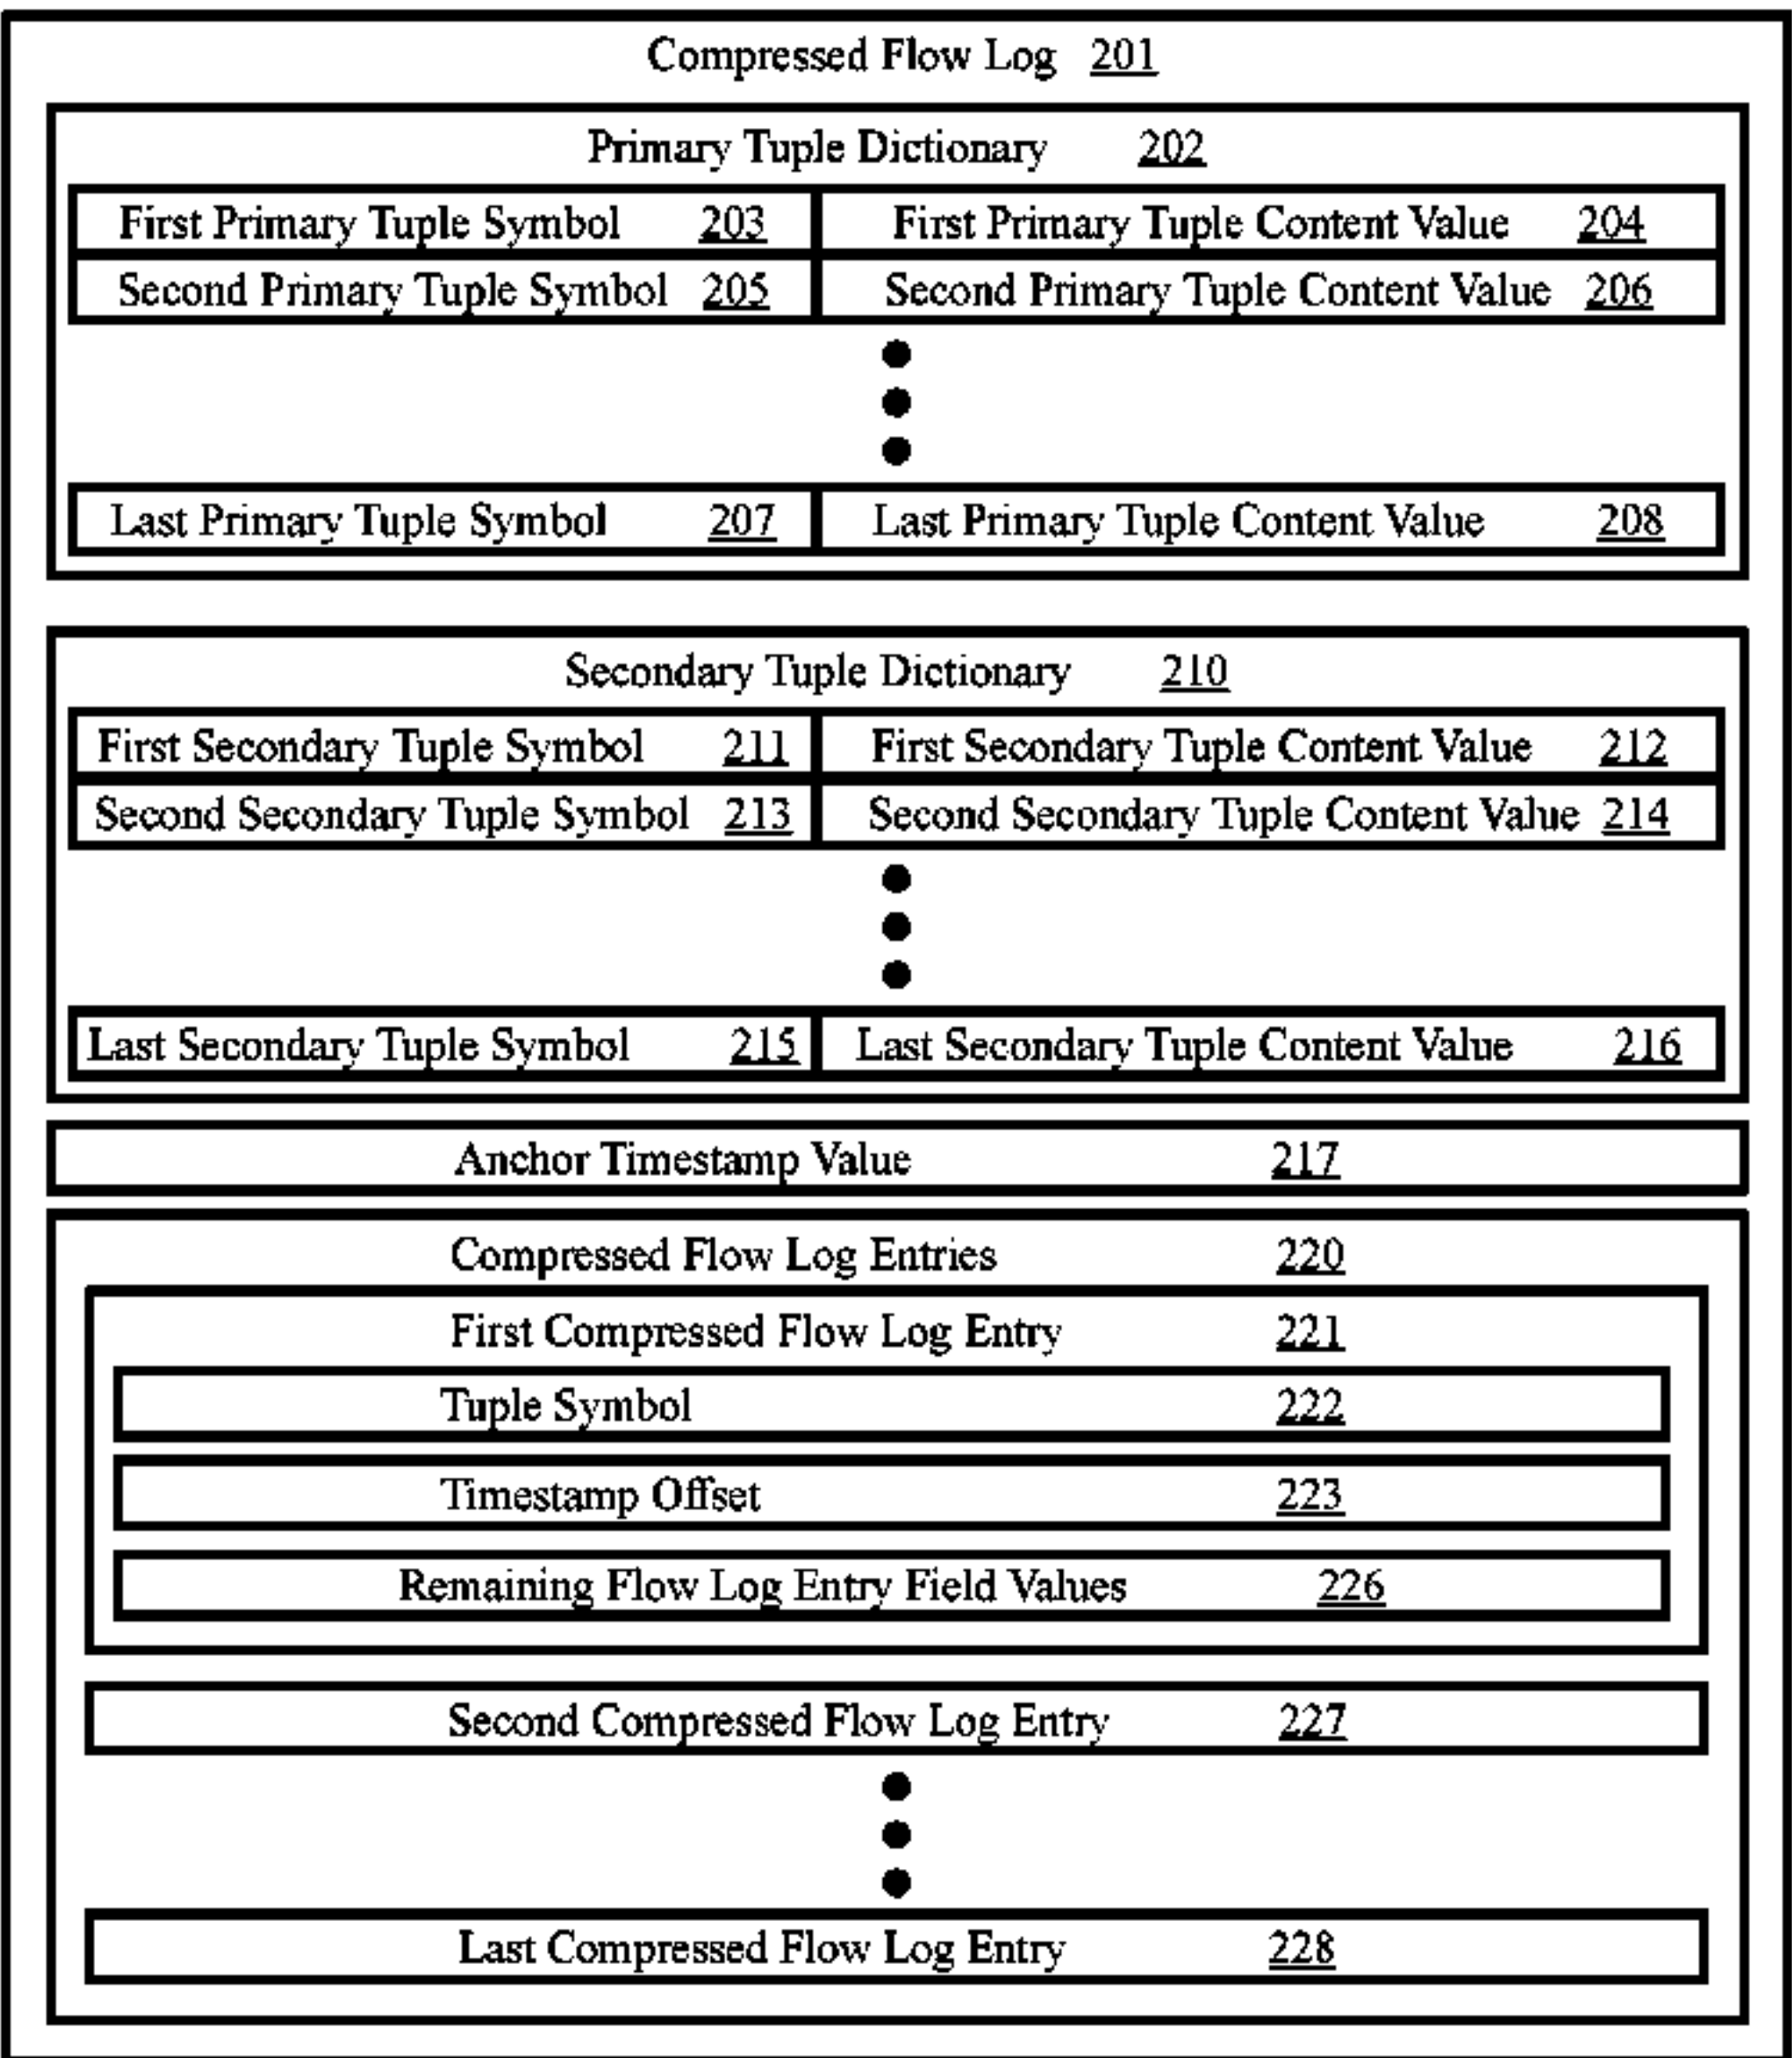 Compressed Flow Log 201
Primary Tuple Dictionary 202
First Primary Tuple Symbol 203 First Primary Tuple Content Value 204
Second Primary Tuple Symbol 205 Second Primary Tuple Content Value 206
Last Primary Tuple Symbol 207 Last Primary Tuple Content Value 208
Secondary Tuple Dictionary 210
First Secondary Tuple Symbol 211 First Secondary Tuple Content Value 212
Second Secondary Tuple Symbol 213 Second Secondary Tuple Content Value 214
Last Secondary Tuple Symbol 215 Last Secondary Tuple Content Value 216
Anchor Timestamp Value 217
Compressed Flow Log Entries 220
First Compressed Flow Log Entry 221
Tuple Symbol 222
Timestamp Offset 223
Remaining Flow Log Entry Field Values 226
Second Compressed Flow Log Entry 227
Last Compressed Flow Log Entry 228